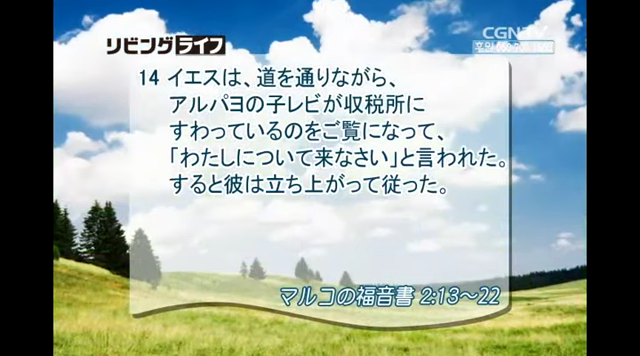 リビングライフ
CGNTV
14 イエスは、道を通りながら、
アルパヨの子レビが収税所に
すわっているのをご覧になって、
「わたしについて来なさい」と言われた。
すると彼は立ち上がって従った。
マルコの福音書 2:13～22